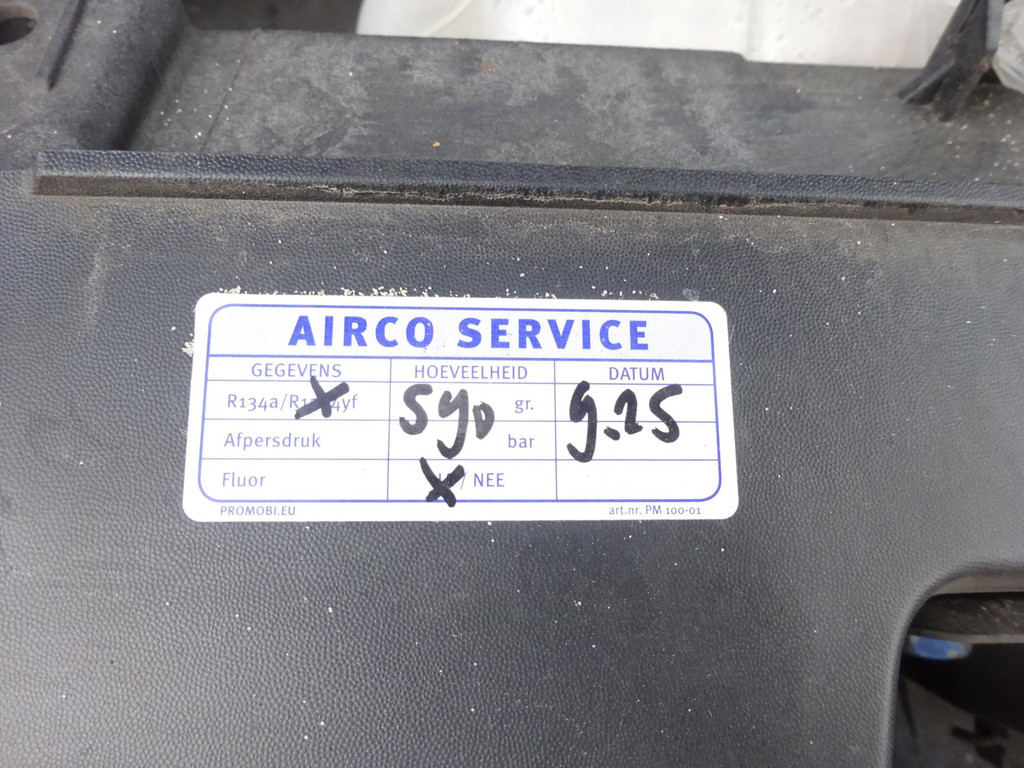 AIRCO SERVICE
GEGEVENS HOEVEELHEID DATUM
R134a/R1234yf 590 gr. 9.25
Afpersdruk bar
Fluor / NEE
PROMOBI.EU art.nr. PM 100-01